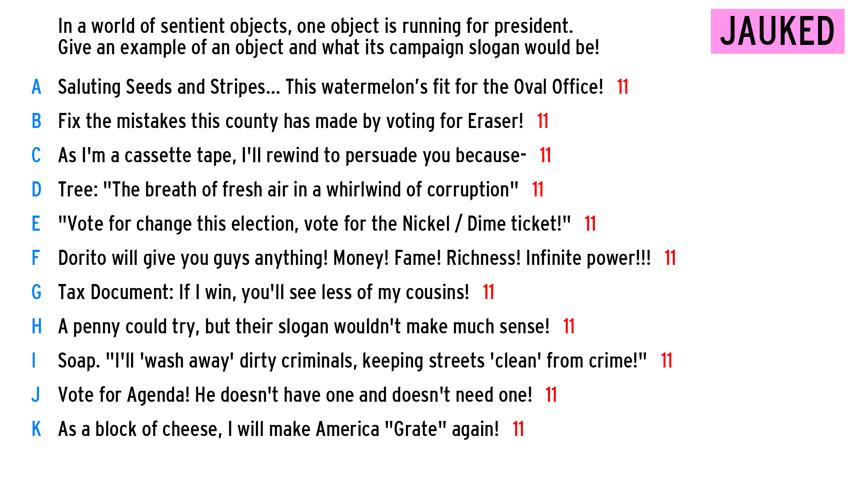 In a world of sentient objects, one object is running for president.
Give an example of an object and what its campaign slogan would be!
JAUKED
A Saluting Seeds and Stripes... This watermelon's fit for the Oval Office! 11
B Fix the mistakes this county has made by voting for Eraser! 11
C As I'm a cassette tape, I'll rewind to persuade you because- 11
D Tree: "The breath of fresh air in a whirlwind of corruption" 11
E "Vote for change this election, vote for the Nickel / Dime ticket!" 11
F Dorito will give you guys anything! Money! Fame! Richness! Infinite power!!! 11
G Tax Document: If I win, you'll see less of my cousins! 11
H A penny could try, but their slogan wouldn't make much sense! 11
I Soap. "I'll 'wash away' dirty criminals, keeping streets 'clean' from crime!" 11
J Vote for Agenda! He doesn't have one and doesn't need one! 11
K As a block of cheese, I will make America "Grate" again! 11